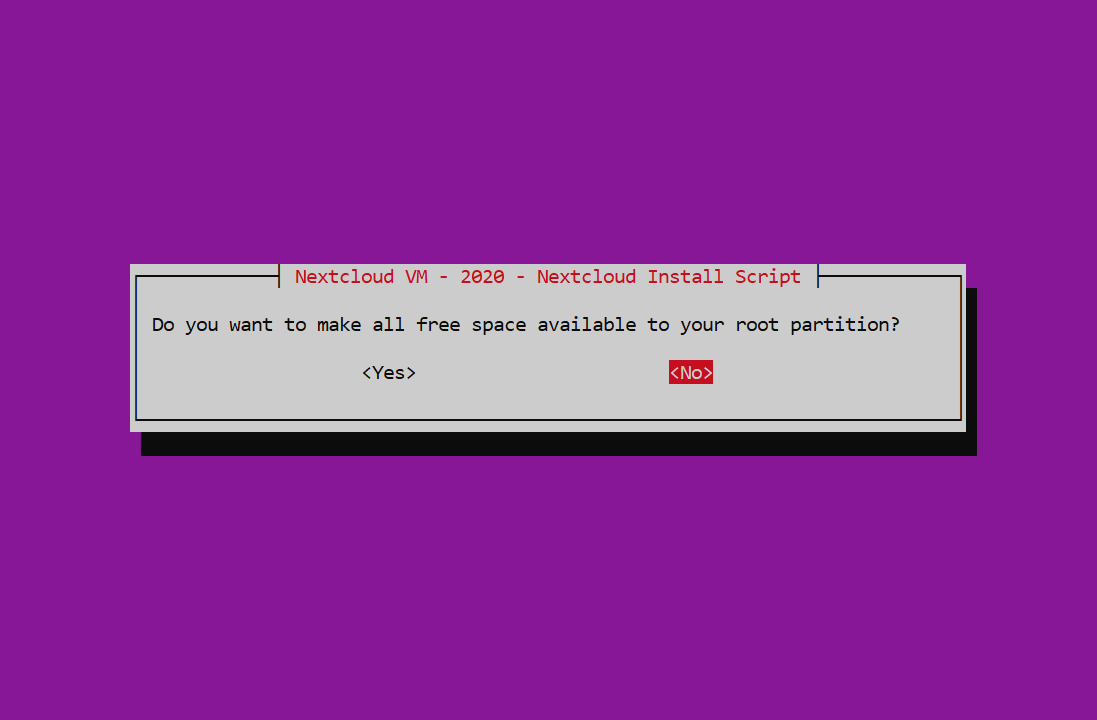 Nextcloud VM - 2020 - Nextcloud Install Script
Do you want to make all free space available to your root partition?
<Yes> <No>